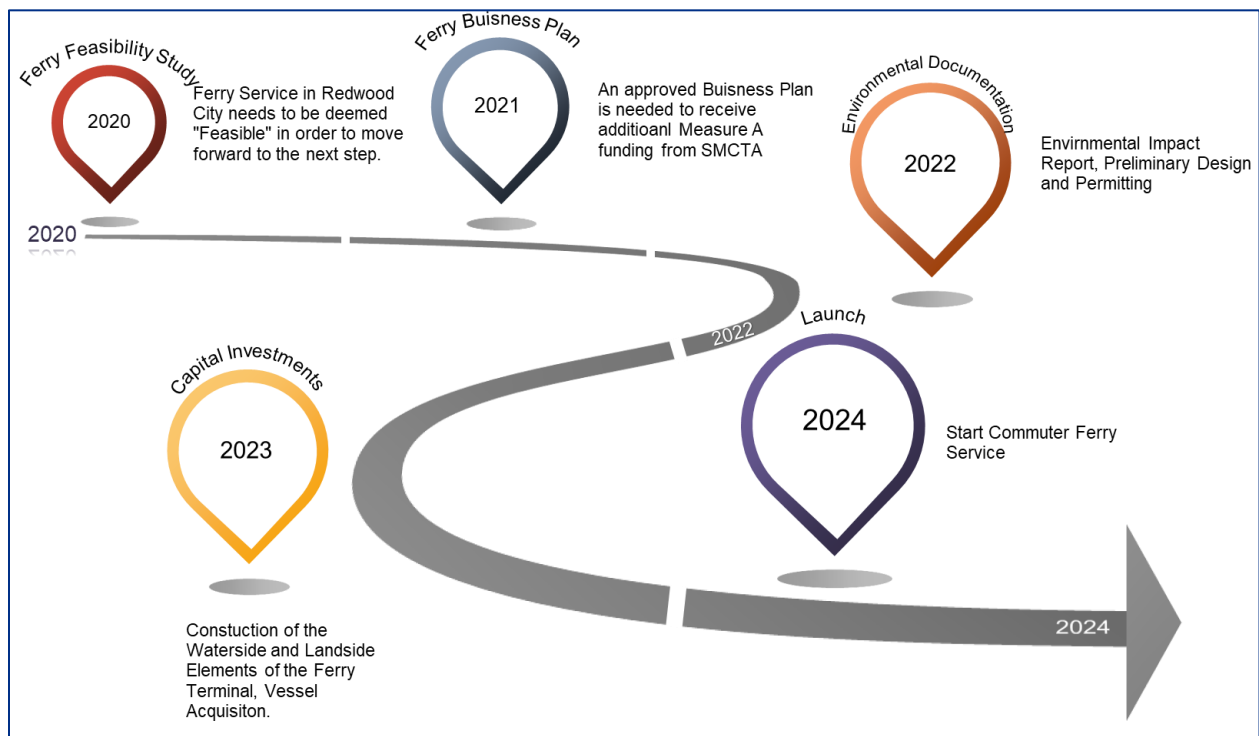 Ferry Feasibility Study
2020
Ferry Service in Redwood
City needs to be deemed
"Feasible" in order to move
forward to the next step.
Ferry Buisness Plan
2021
An approved Buisness Plan
is needed to receive
additioanl Measure A
funding from SMCTA
Environmental Documentation
2022
Envirnmental Impact
Report, Preliminary Design
and Permitting
2020
2022
Capital Investments
2023
Constuction of the
Waterside and Landside
Elements of the Ferry
Terminal, Vessel
Acquisiton.
Launch
2024
Start Commuter Ferry
Service
2024